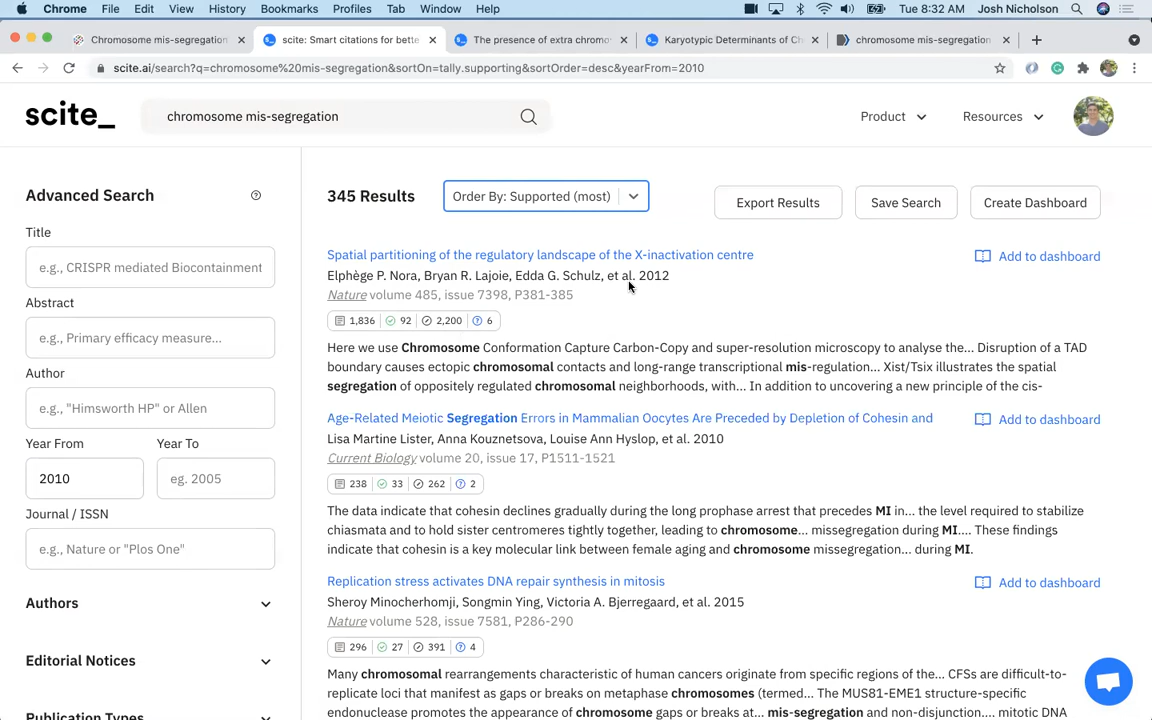 Chrome File Edit View History Bookmarks Profiles Tab Window Help Tue 8:32 AM Josh Nicholson
Chromosome mis-segregation scite: Smart citations for bette The presence of extra chromo Karyotypic Determinants of Ch chromosome mis-segregation
scite.ai/search?q=chromosome%20mis-segregation&sortOn=tally.supporting&sortOrder=desc&yearFrom=2010
scite_ chromosome mis-segregation Product Resources
Advanced Search
Title
e.g., CRISPR mediated Biocontainment
Abstract
e.g., Primary efficacy measure...
Author
e.g., "Himsworth HP" or Allen
Year From Year To
2010 eg. 2005
Journal / ISSN
e.g., Nature or "Plos One"
Authors
Editorial Notices
Publication Types
345 Results Order By: Supported (most) Export Results Save Search Create Dashboard
Spatial partitioning of the regulatory landscape of the X-inactivation centre Add to dashboard
Elphège P. Nora, Bryan R. Lajoie, Edda G. Schulz, et al. 2012
Nature volume 485, issue 7398, P381-385
1,836 92 2,200 6
Here we use Chromosome Conformation Capture Carbon-Copy and super-resolution microscopy to analyse the... Disruption of a TAD
boundary causes ectopic chromosomal contacts and long-range transcriptional mis-regulation... Xist/Tsix illustrates the spatial
segregation of oppositely regulated chromosomal neighborhoods, with... In addition to uncovering a new principle of the cis-
Age-Related Meiotic Segregation Errors in Mammalian Oocytes Are Preceded by Depletion of Cohesin and Add to dashboard
Lisa Martine Lister, Anna Kouznetsova, Louise Ann Hyslop, et al. 2010
Current Biology volume 20, issue 17, P1511-1521
238 33 262 2
The data indicate that cohesin declines gradually during the long prophase arrest that precedes MI in... the level required to stabilize
chiasmata and to hold sister centromeres tightly together, leading to chromosome... missegregation during MI.... These findings
indicate that cohesin is a key molecular link between female aging and chromosome missegregation... during MI.
Replication stress activates DNA repair synthesis in mitosis Add to dashboard
Sheroy Minocherhomji, Songmin Ying, Victoria A. Bjerregaard, et al. 2015
Nature volume 528, issue 7581, P286-290
296 27 391 4
Many chromosomal rearrangements characteristic of human cancers originate from specific regions of the... CFSs are difficult-to-
replicate loci that manifest as gaps or breaks on metaphase chromosomes (termed... The MUS81-EME1 structure-specific
endonuclease promotes the appearance of chromosome gaps or breaks at... mis-segregation and non-disjunction.... mitotic DNA